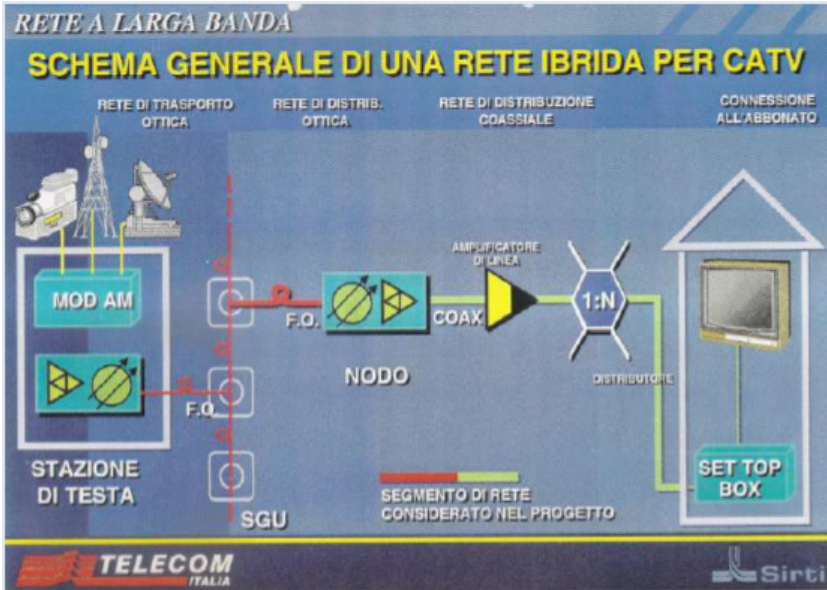 RETE A LARGA BANDA
SCHEMA GENERALE DI UNA RETE IBRIDA PER CATV
RETE DI TRASPORTO
OTTICA
RETE DI DISTRIB.
OTTICA
RETE DI DISTRIBUZIONE
COASSIALE
CONNESSIONE
ALL'ABBONATO
MOD AM
F.O.
STAZIONE
DI TESTA
SGU
F.O.
NODO
COAX
AMPLIFICATORE
DI LINEA
1:N
DISTRIBUTORE
SET TOP
BOX
SEGMENTO DI RETE
CONSIDERATO NEL PROGETTO
TELECOM
ITALIA
Sirti